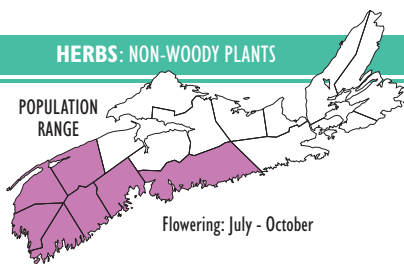 HERBS: NON-WOODY PLANTS
POPULATION
RANGE
Flowering: July - October